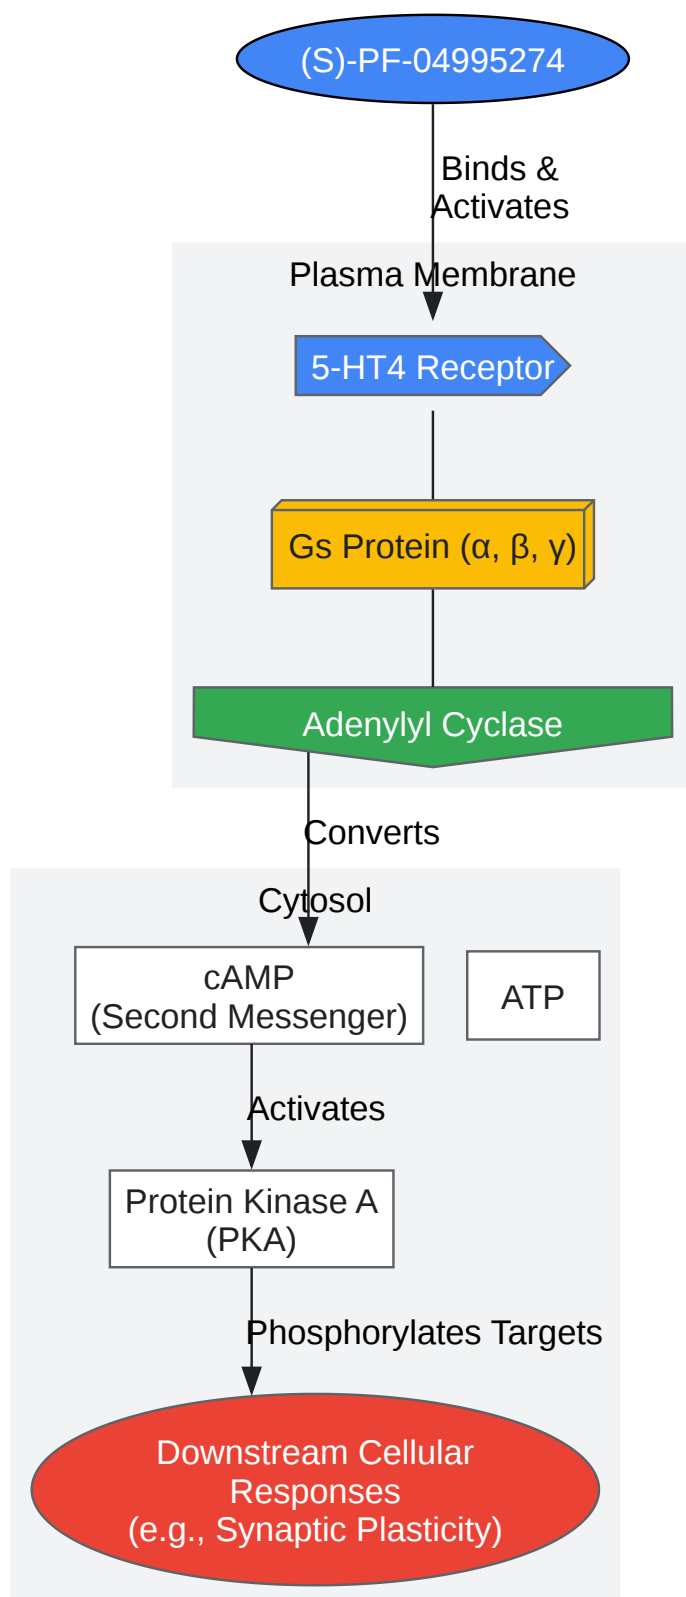 (S)-PF-04995274
Binds &
Activates
Plasma Membrane
5-HT4 Receptor
Gs Protein (α, β, γ)
Adenylyl Cyclase
Converts
Cytosol
cAMP
(Second Messenger)
ATP
Activates
Protein Kinase A
(PKA)
Phosphorylates Targets
Downstream Cellular
Responses
(e.g., Synaptic Plasticity)